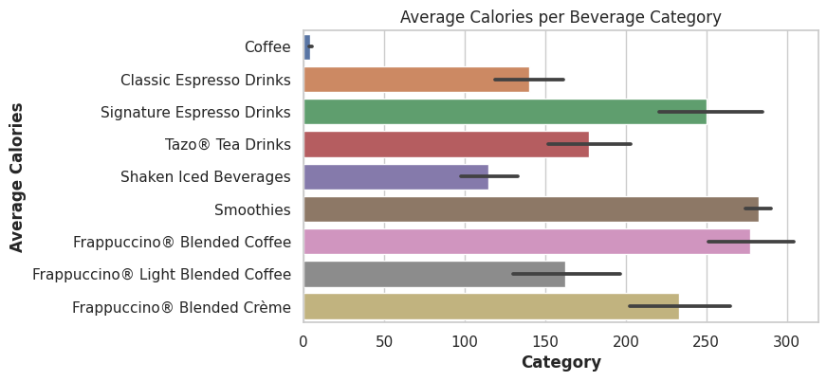 Average Calories per Beverage Category
Average Calories
Coffee
Classic Espresso Drinks
Signature Espresso Drinks
Tazo® Tea Drinks
Shaken Iced Beverages
Smoothies
Frappuccino® Blended Coffee
Frappuccino® Light Blended Coffee
Frappuccino® Blended Crème
0 50 100 150 200 250 300
Category